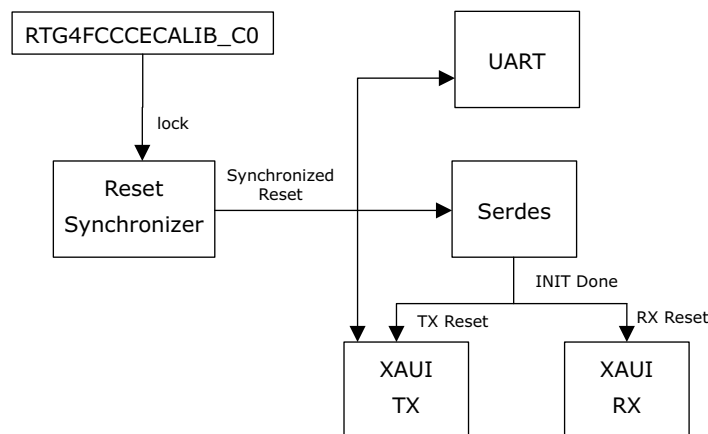 RTG4FCCCECALIB_C0
UART
lock
Reset
Synchronizer
Synchronized
Reset
Serdes
INIT Done
TX Reset
RX Reset
XAUI
TX
XAUI
RX